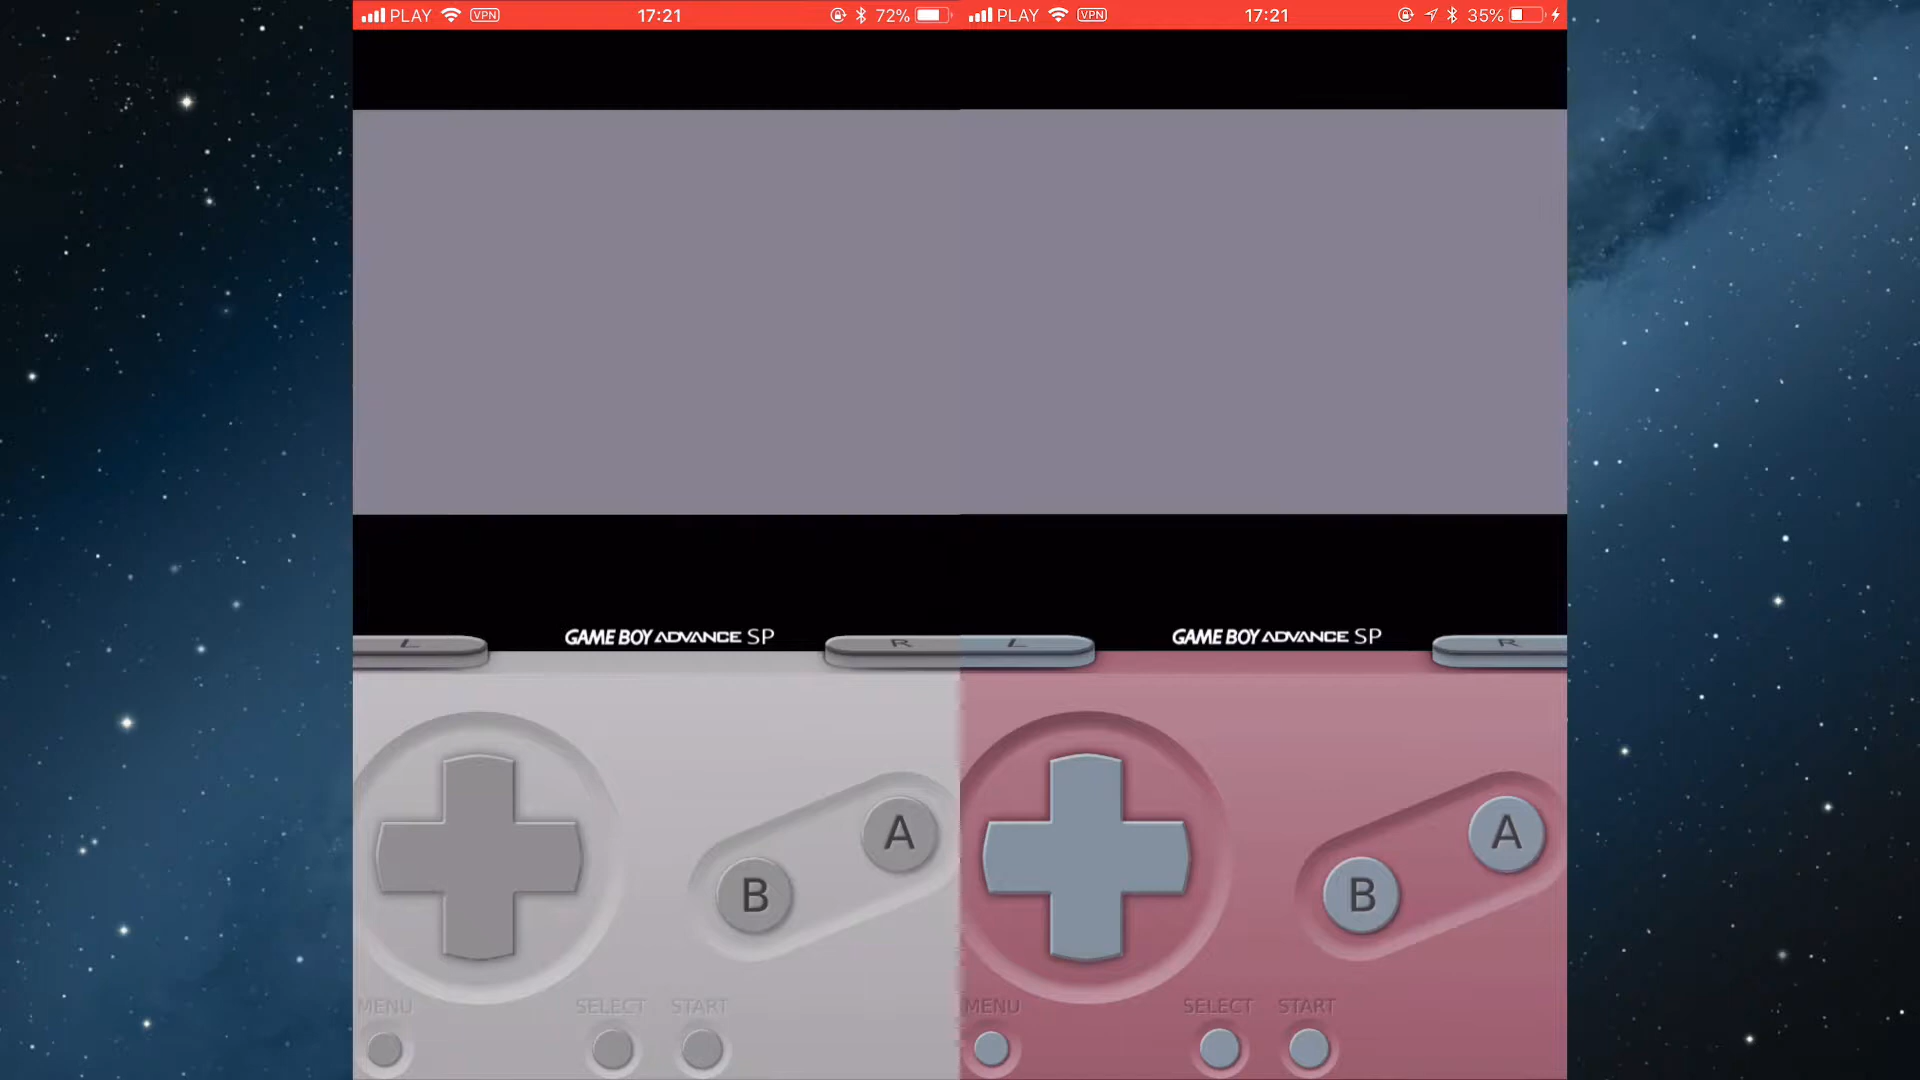 PLAY VPN 17:21 72%
PLAY VPN 17:21 35%
GAME BOY ADVANCE SP
L R
A
B
MENU SELECT START
GAME BOY ADVANCE SP
L R
A
B
MENU SELECT START